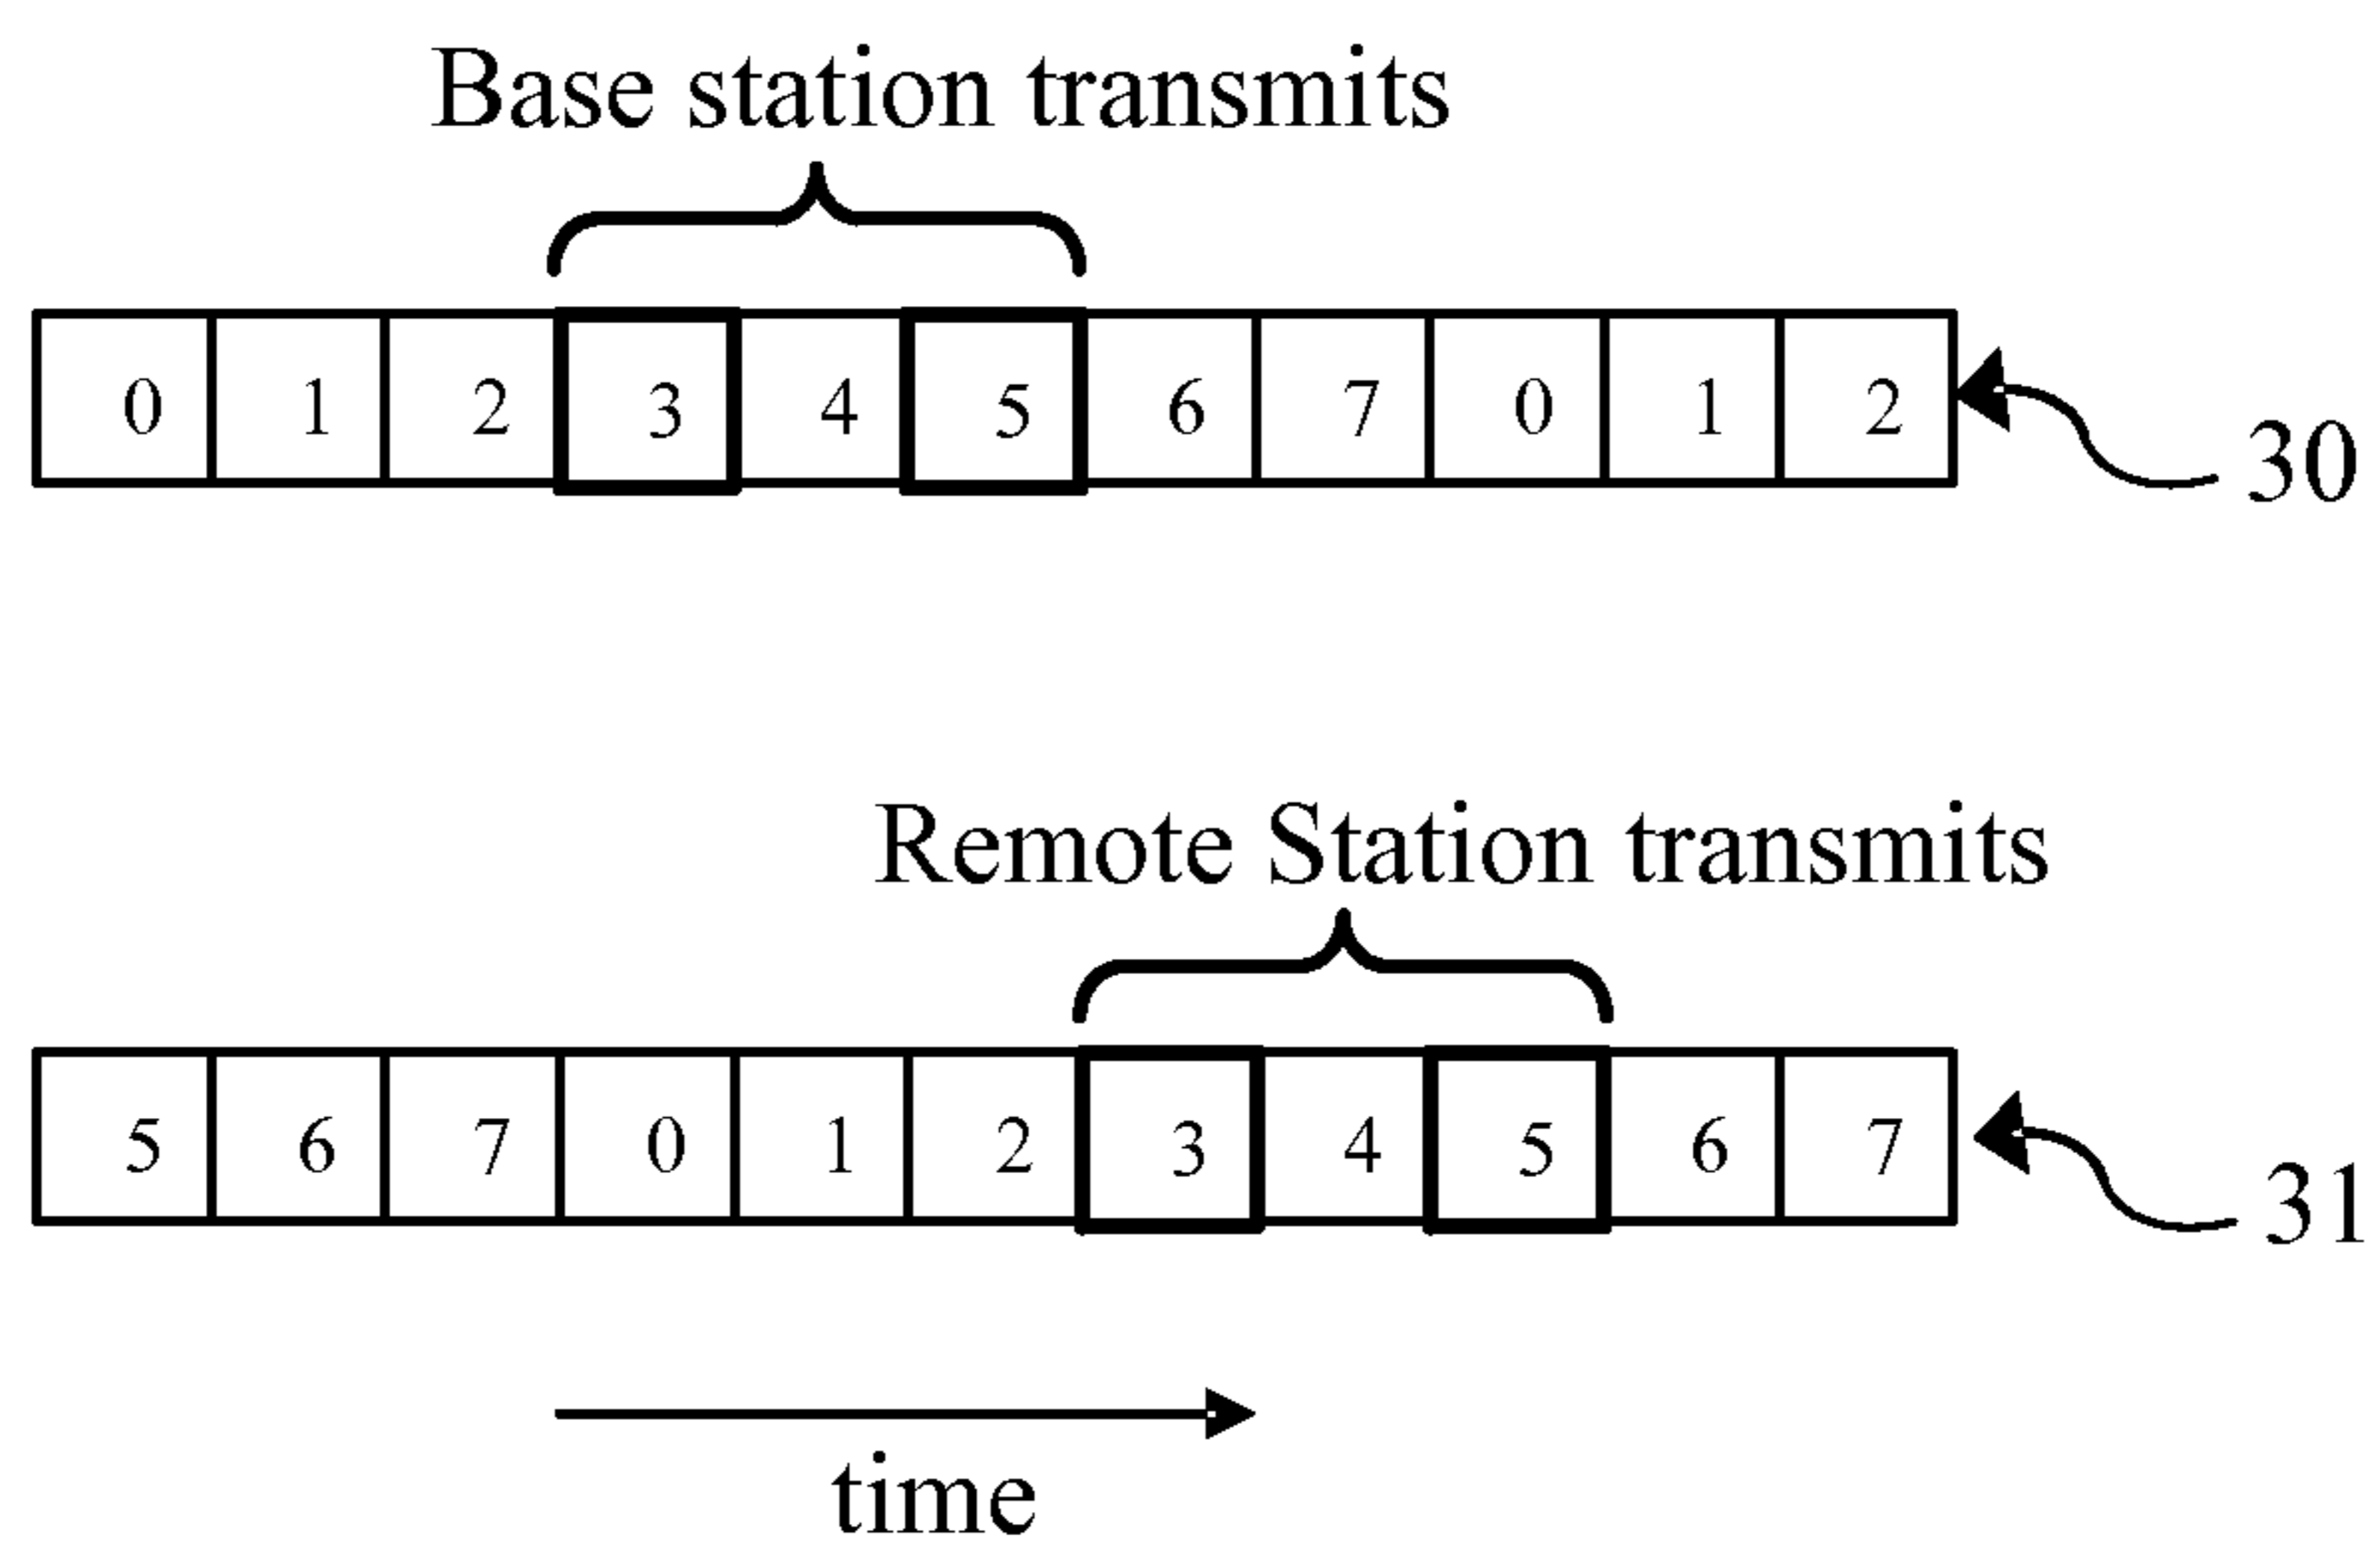 Base station transmits
0 1 2 3 4 5 6 7 0 1 2
30
Remote Station transmits
5 6 7 0 1 2 3 4 5 6 7
31
time